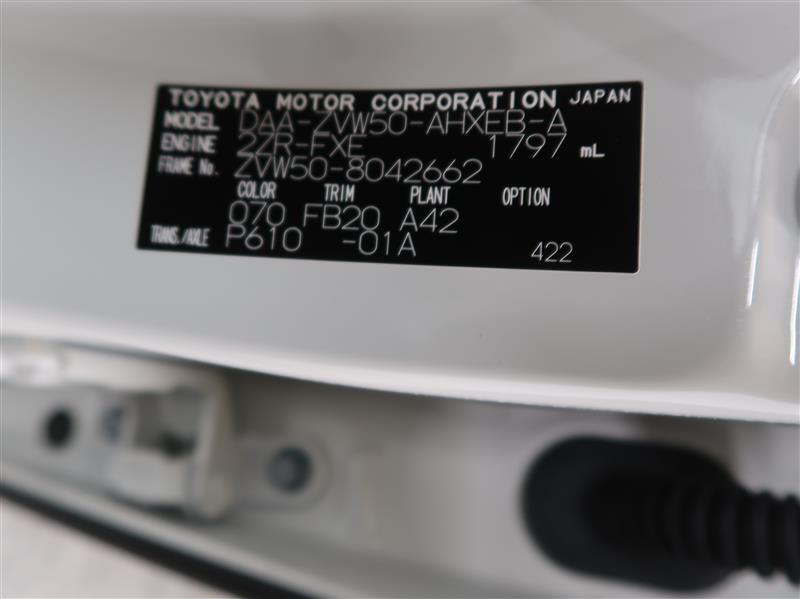 TOYOTA MOTOR CORPORATION JAPAN
MODEL DAA-ZVW50-AHXEB-A
ENGINE 2ZR-FXE 1797 mL
FRAME No. ZVW50-8042662
COLOR TRIM PLANT OPTION
070 FB20 A42
TRANS./AXLE P610 -01A 422